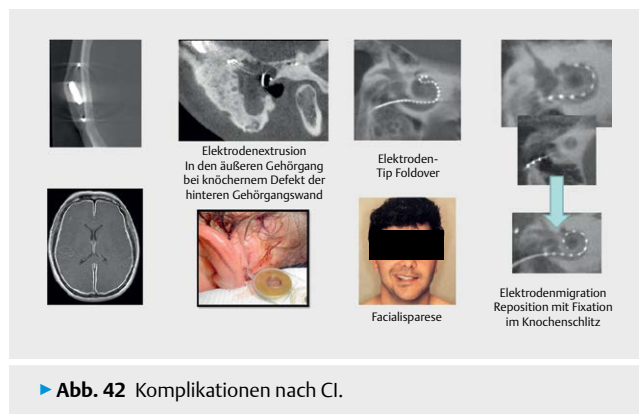 Elektrodenextrusion
In den äußeren Gehörgang
bei knöchernem Defekt der
hinteren Gehörgangswand
Elektroden-
Tip Foldover
Facialisparese
Elektrodenmigration
Reposition mit Fixation
im Knochenschlitz
▶ Abb. 42 Komplikationen nach CI.